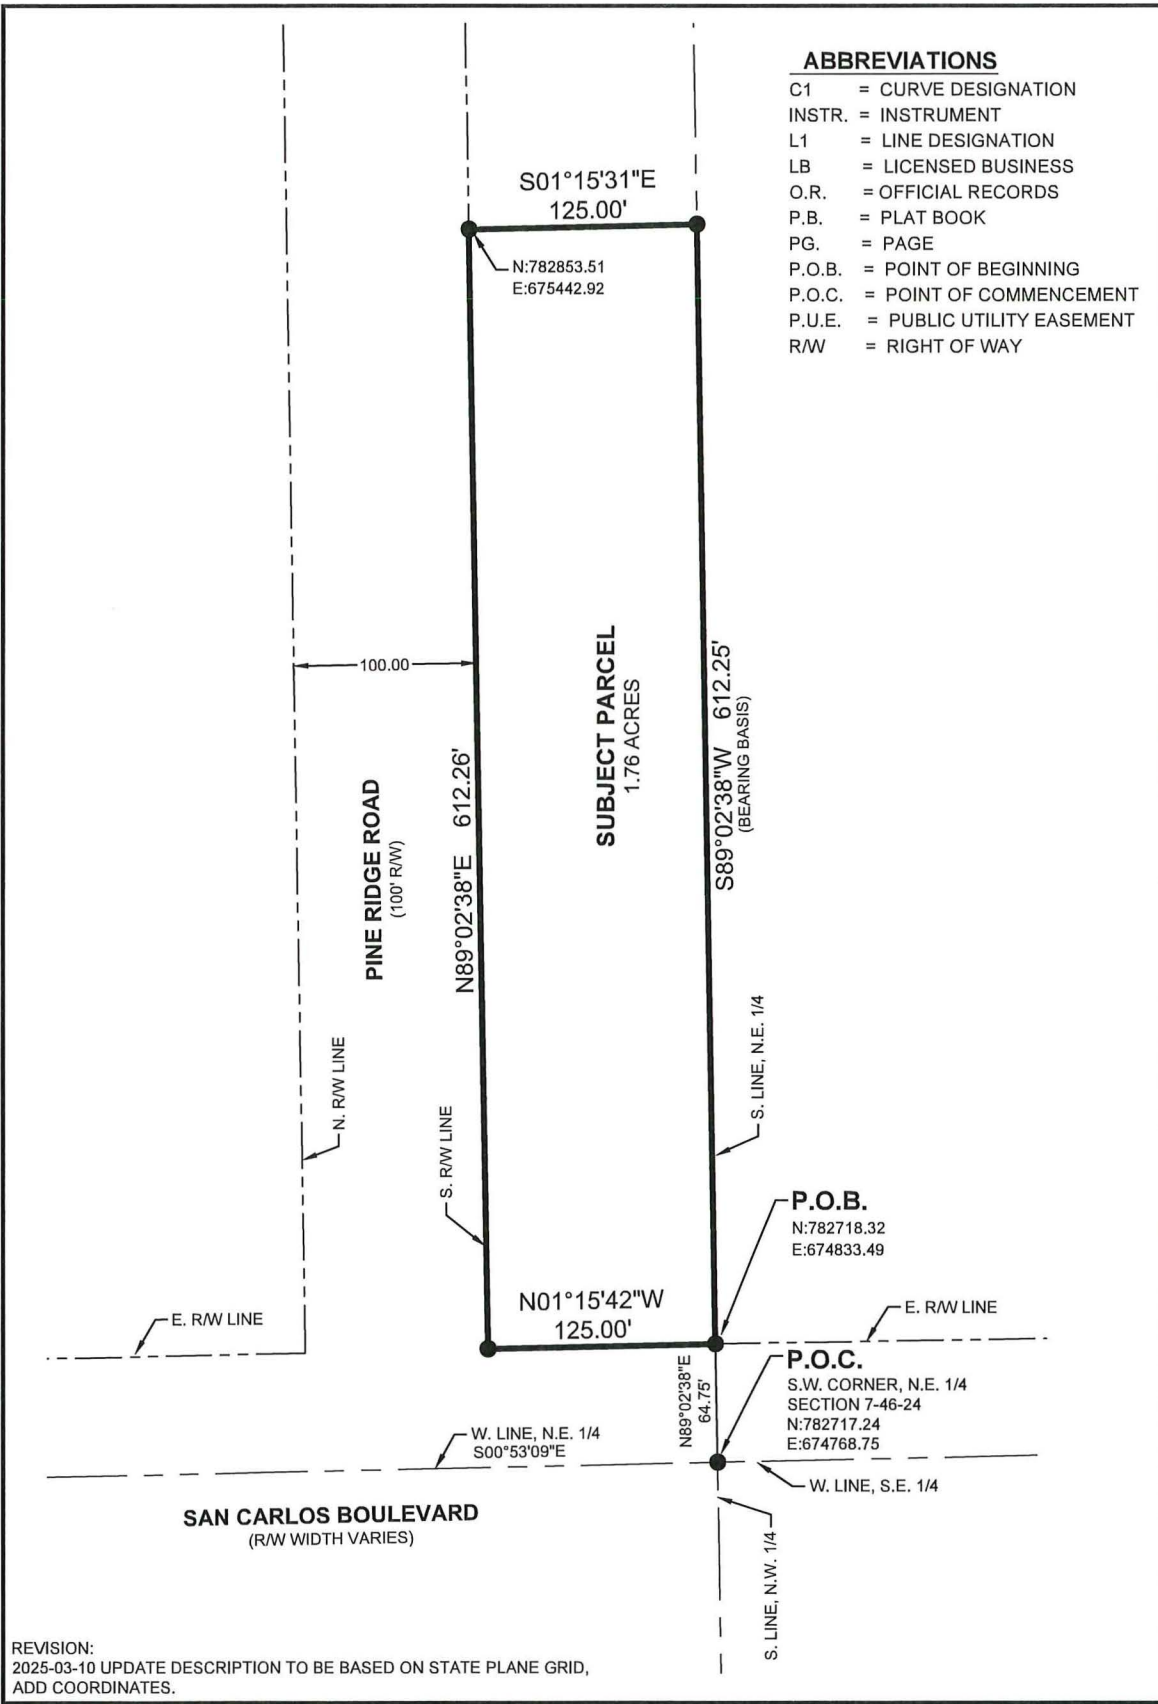 ABBREVIATIONS
C1 = CURVE DESIGNATION
INSTR. = INSTRUMENT
L1 = LINE DESIGNATION
LB = LICENSED BUSINESS
O.R. = OFFICIAL RECORDS
P.B. = PLAT BOOK
PG. = PAGE
P.O.B. = POINT OF BEGINNING
P.O.C. = POINT OF COMMENCEMENT
P.U.E. = PUBLIC UTILITY EASEMENT
R/W = RIGHT OF WAY
S01°15'31"E
125.00'
N:782853.51
E:675442.92
100.00
PINE RIDGE ROAD
(100' R/W)
N89°02'38"E 612.26'
SUBJECT PARCEL
1.76 ACRES
S89°02'38"W 612.25'
(BEARING BASIS)
N. R/W LINE
S. R/W LINE
S. LINE, N.E. 1/4
P.O.B.
N:782718.32
E:674833.49
N01°15'42"W
125.00'
E. R/W LINE
E. R/W LINE
N89°02'38"E
64.75'
P.O.C.
S.W. CORNER, N.E. 1/4
SECTION 7-46-24
N:782717.24
E:674768.75
W. LINE, N.E. 1/4
S00°53'09"E
W. LINE, S.E. 1/4
SAN CARLOS BOULEVARD
(R/W WIDTH VARIES)
S. LINE, N.W. 1/4
REVISION:
2025-03-10 UPDATE DESCRIPTION TO BE BASED ON STATE PLANE GRID,
ADD COORDINATES.